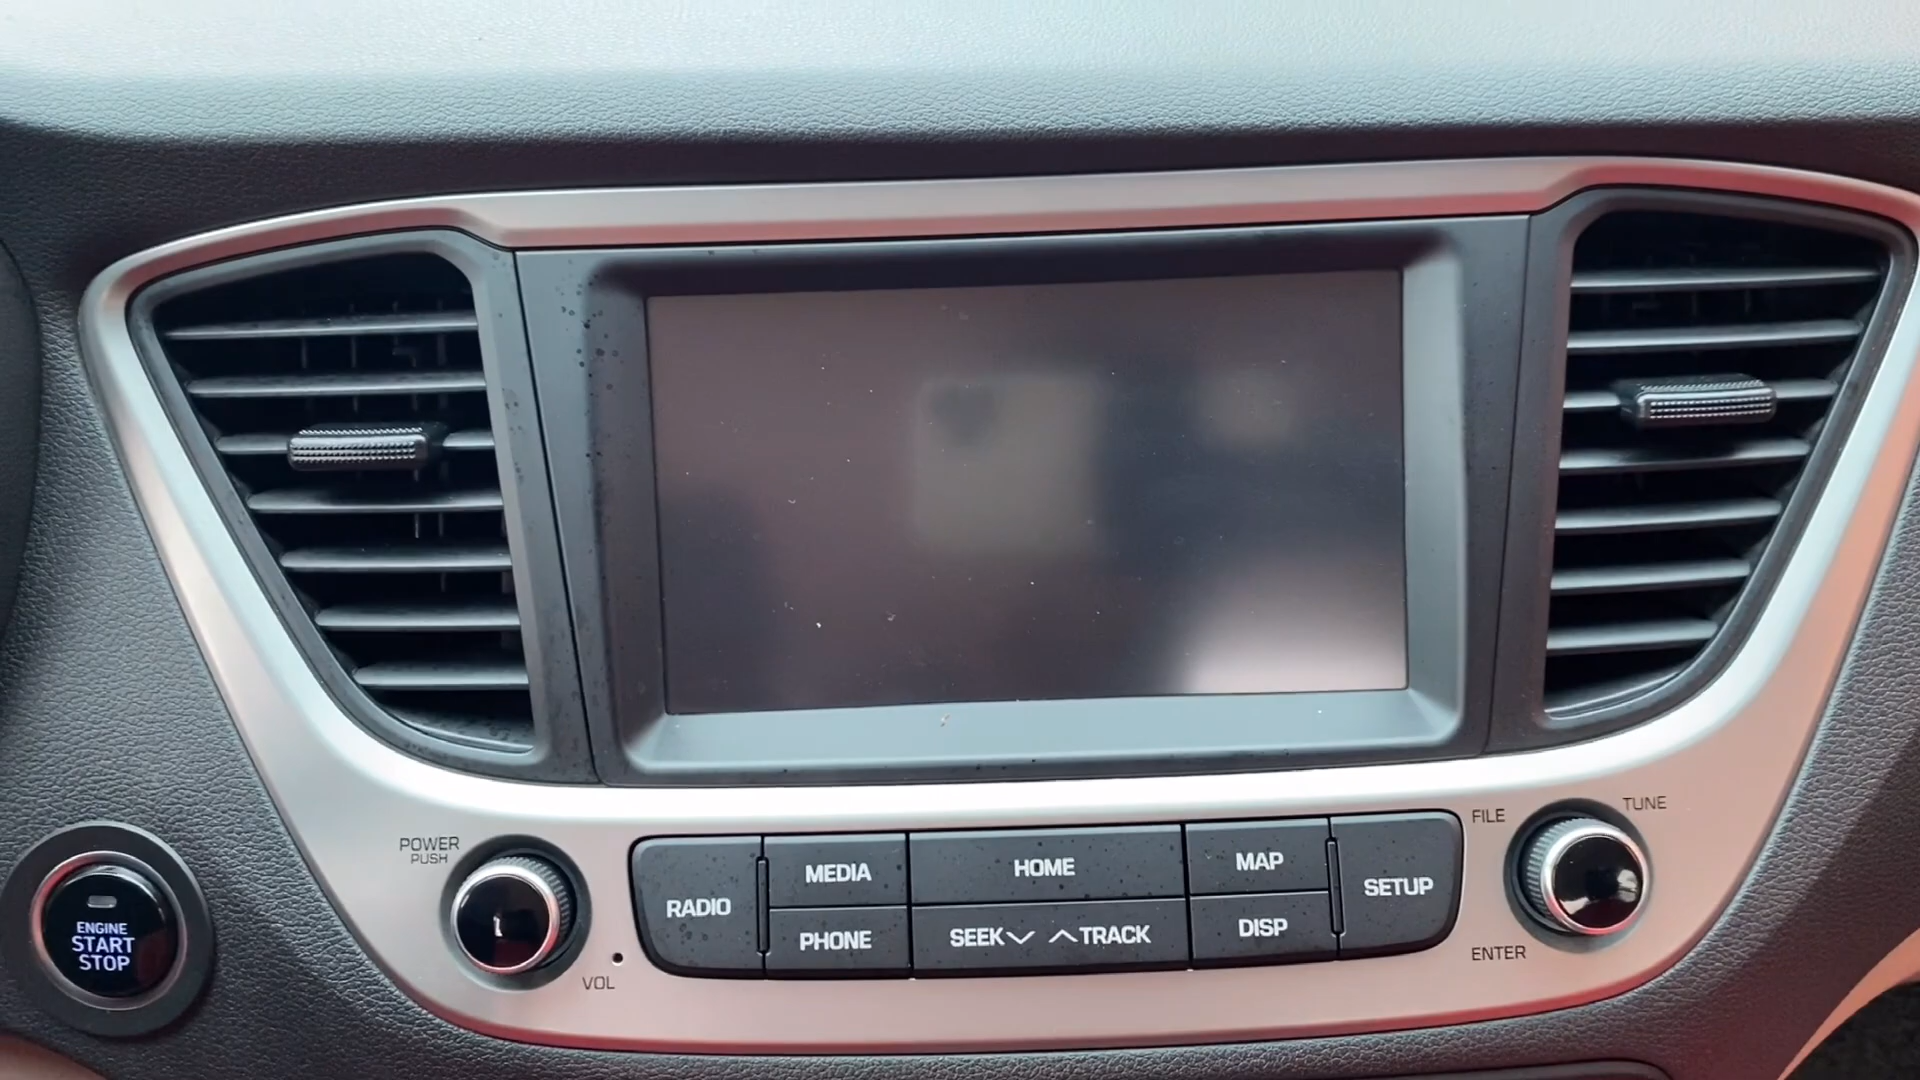 POWER
PUSH
VOL
ENGINE
START
STOP
RADIO
MEDIA
PHONE
HOME
SEEK TRACK
MAP
DISP
SETUP
FILE
TUNE
ENTER